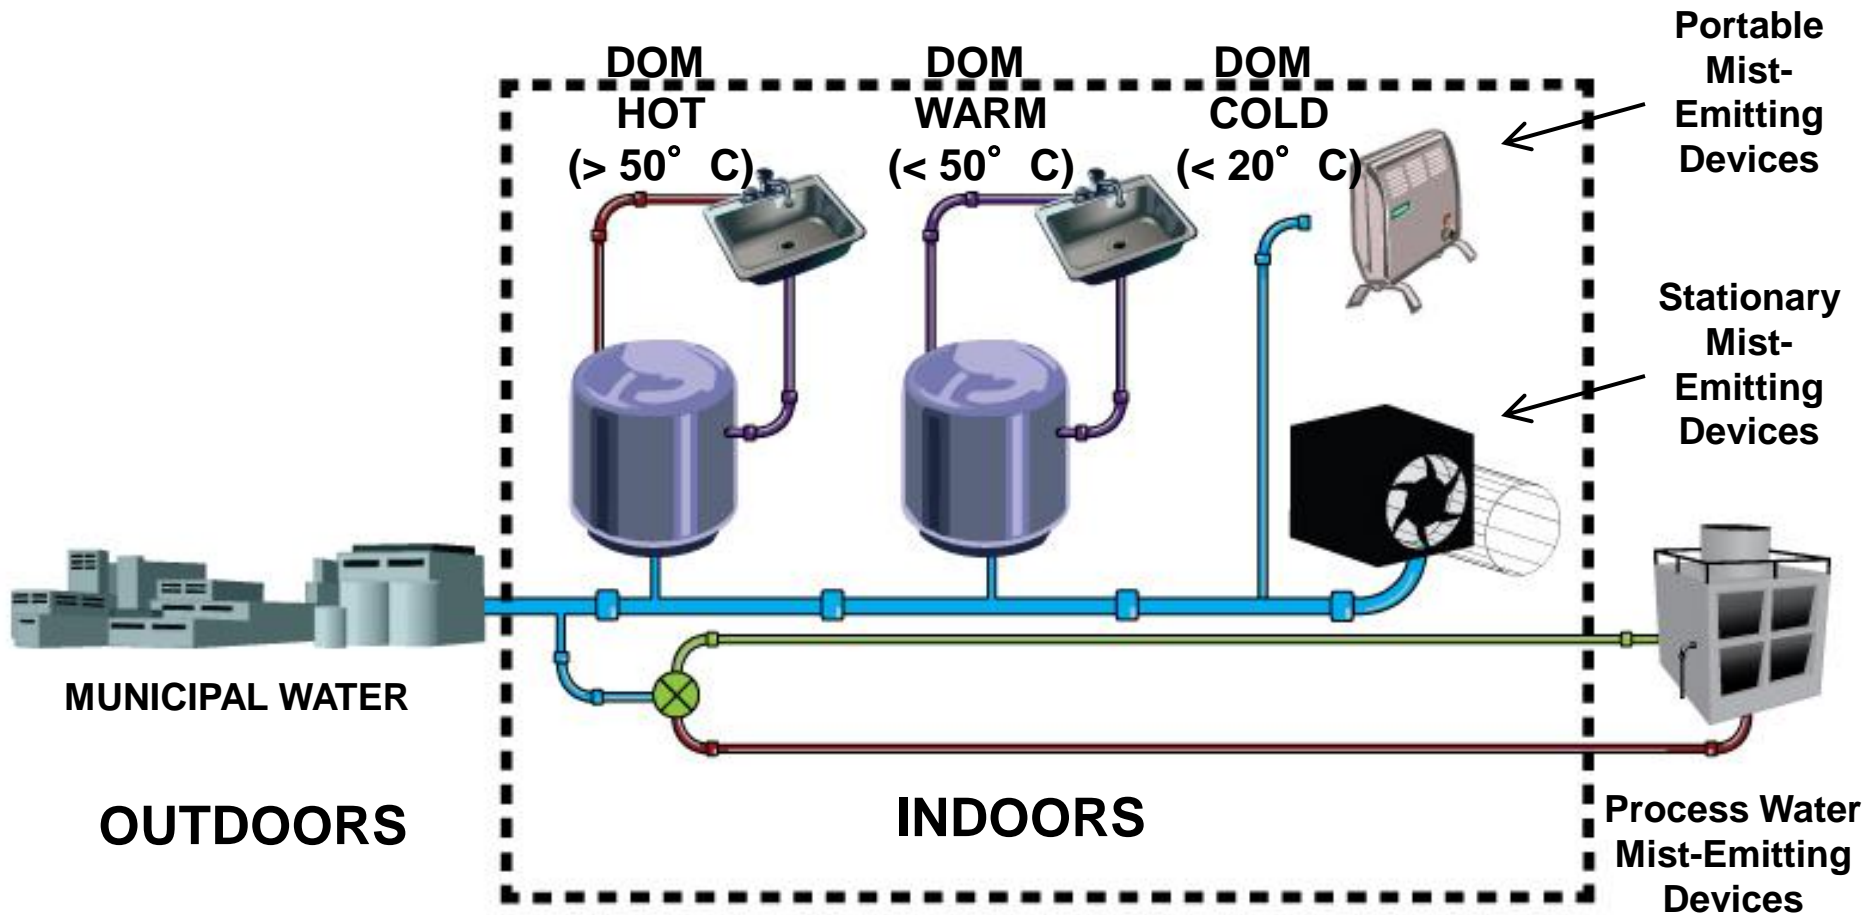 DOM
HOT
(> 50° C)
DOM
WARM
(< 50° C)
DOM
COLD
(< 20° C)
Portable
Mist-
Emitting
Devices
Stationary
Mist-
Emitting
Devices
MUNICIPAL WATER
OUTDOORS
INDOORS
Process Water
Mist-Emitting
Devices